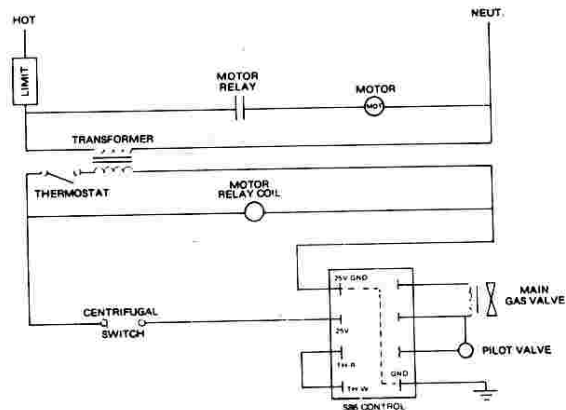 HOT
NEUT.
LIMIT
MOTOR
RELAY
MOTOR
MOT
TRANSFORMER
THERMOSTAT
MOTOR
RELAY COIL
25V GND
MAIN
GAS VALVE
CENTRIFUGAL
SWITCH
25V
PILOT VALVE
TH-R
GND
TH-W
S86 CONTROL